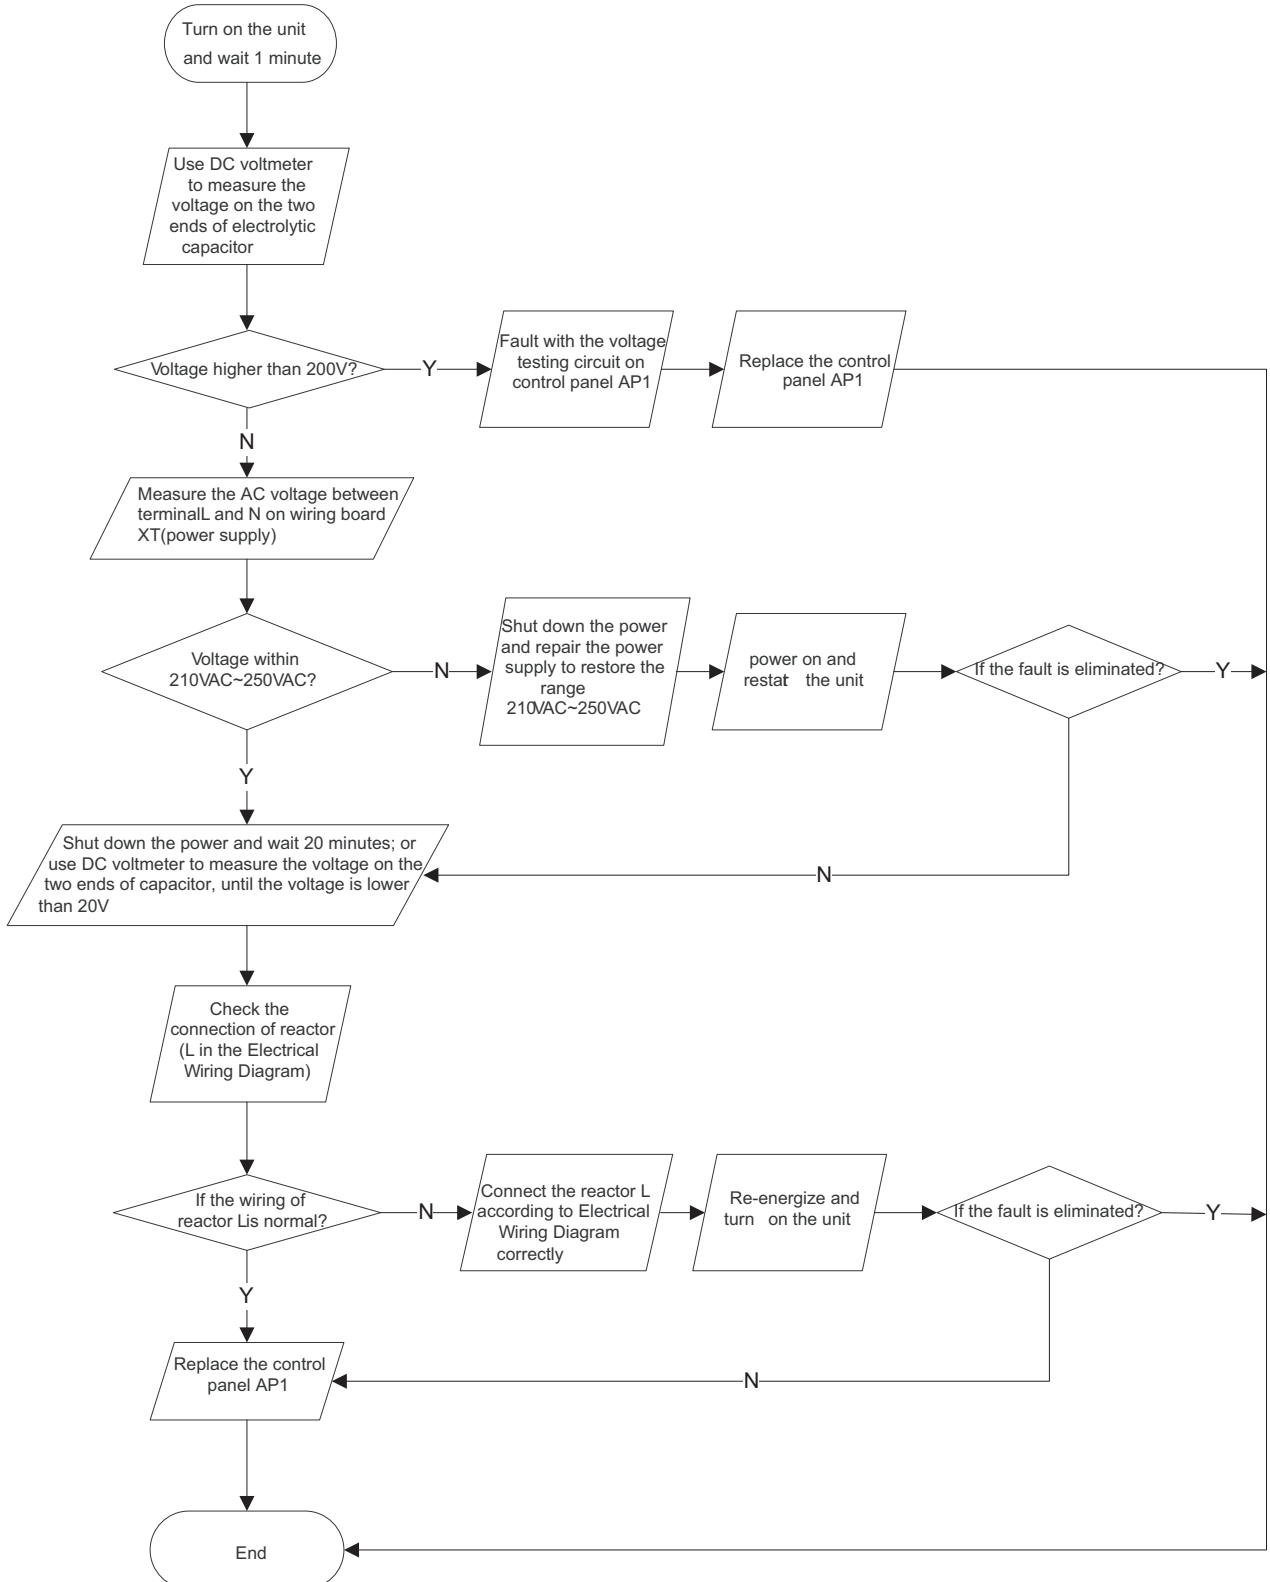 Turn on the unit
and wait 1 minute
Use DC voltmeter
to measure the
voltage on the two
ends of electrolytic
capacitor
Voltage higher than 200V?
Y
Fault with the voltage
testing circuit on
control panel AP1
Replace the control
panel AP1
N
Measure the AC voltage between
terminalL and N on wiring board
XT(power supply)
Voltage within
210VAC~250VAC?
N
Shut down the power
and repair the power
supply to restore the
range
210VAC~250VAC
power on and
restat the unit
If the fault is eliminated?
Y
Y
Shut down the power and wait 20 minutes; or
use DC voltmeter to measure the voltage on the
two ends of capacitor, until the voltage is lower
than 20V
N
Check the
connection of reactor
(L in the Electrical
Wiring Diagram)
If the wiring of
reactor Lis normal?
N
Connect the reactor L
according to Electrical
Wiring Diagram
correctly
Re-energize and
turn on the unit
If the fault is eliminated?
Y
Y
Replace the control
panel AP1
N
End